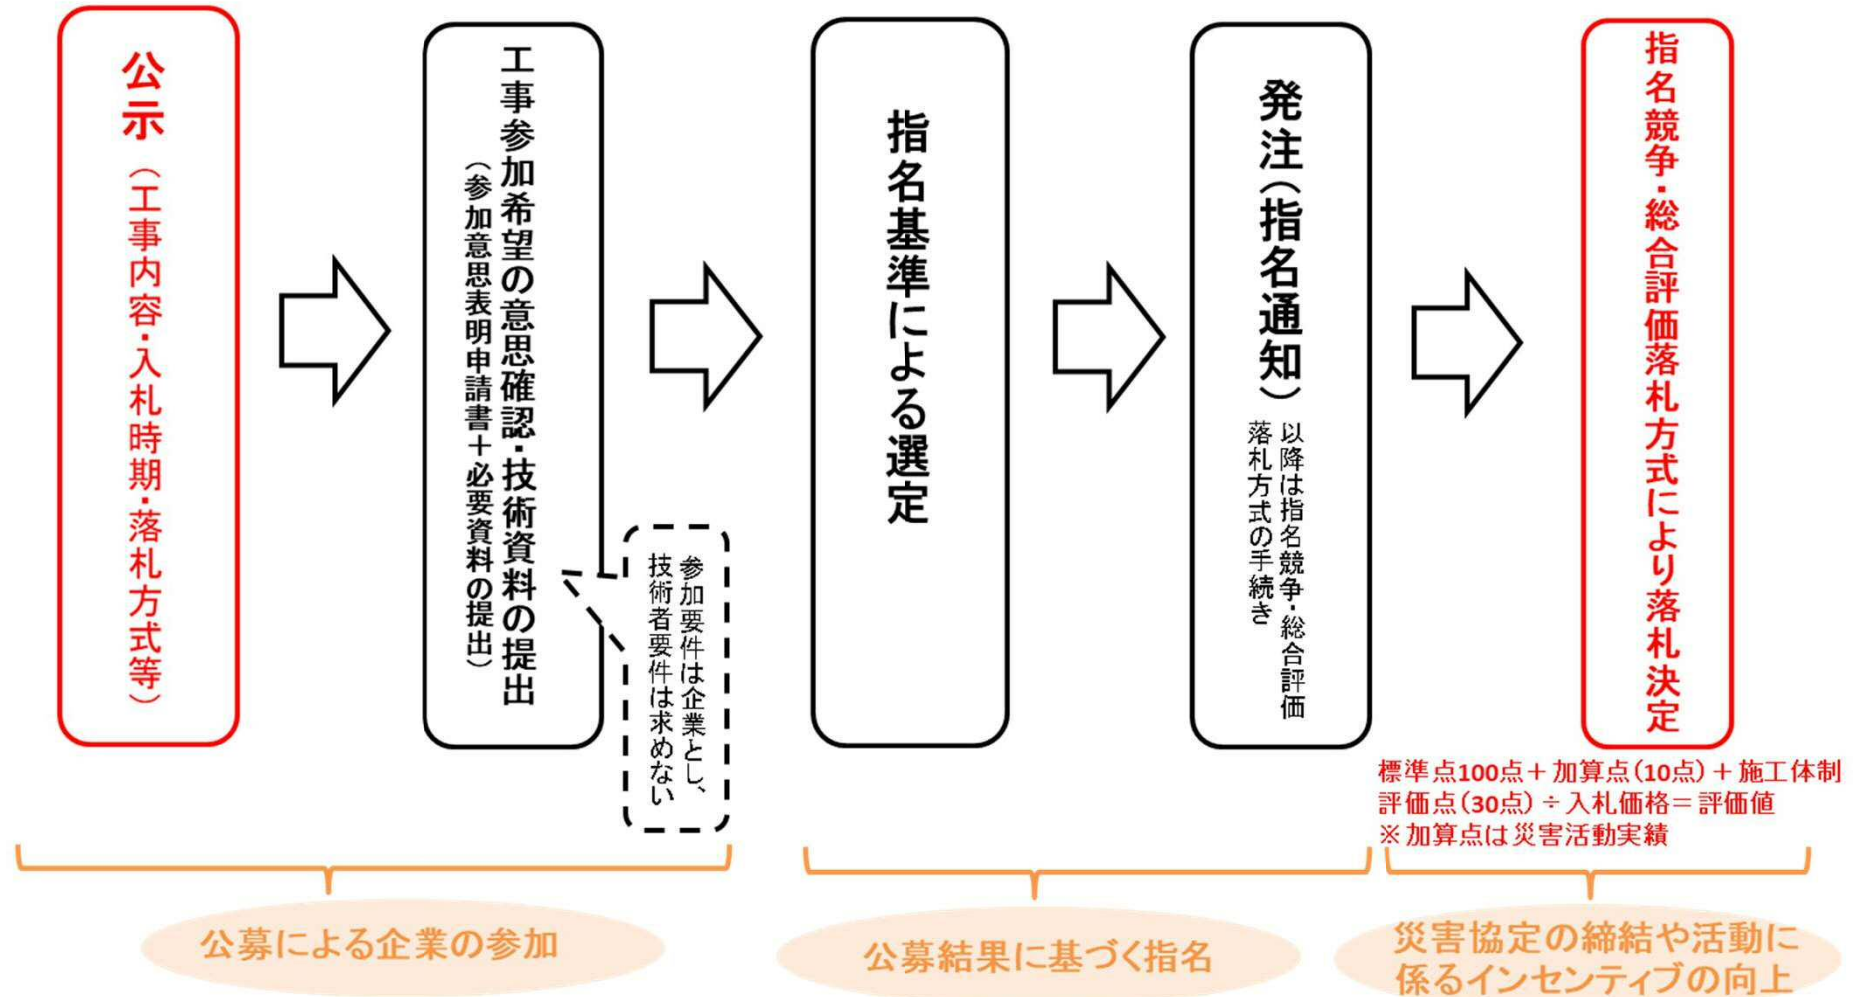 公示（工事内容・入札時期・落札方式等）
工事参加希望の意思確認・技術資料の提出
（参加意思表明申請書＋必要資料の提出）
参加要件は企業とし、
技術者要件は求めない
指名基準による選定
発注（指名通知）
以降は指名競争・総合評価
落札方式の手続き
指名競争・総合評価落札方式により落札決定
標準点100点＋加算点（10点）＋施工体制
評価点（30点）÷入札価格＝評価値
※加算点は災害活動実績
公募による企業の参加
公募結果に基づく指名
災害協定の締結や活動に
係るインセンティブの向上